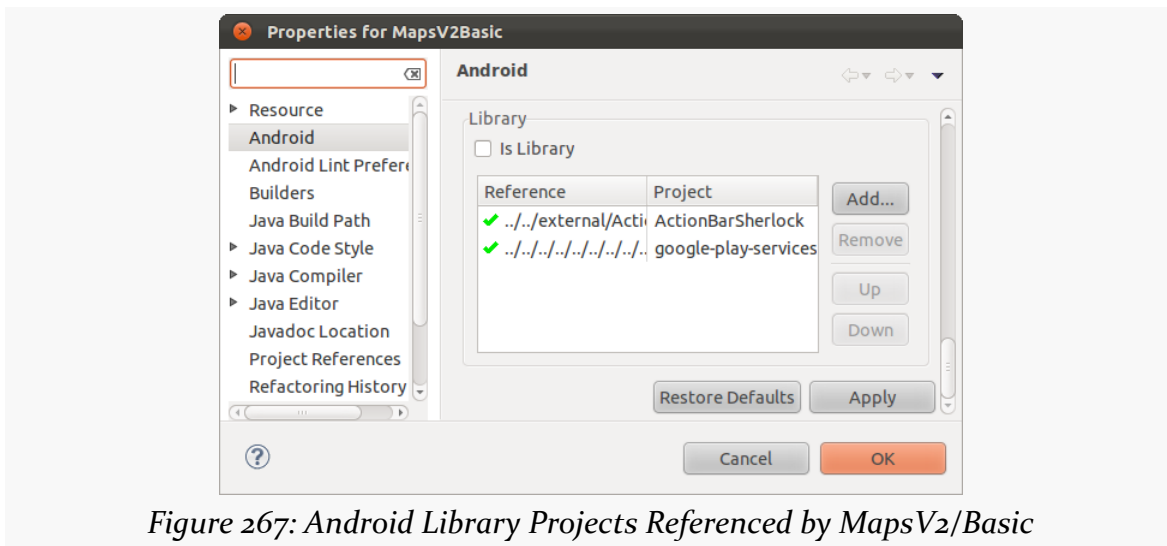 Properties for MapsV2Basic
Android
Resource
Android
Android Lint Prefere
Builders
Java Build Path
Java Code Style
Java Compiler
Java Editor
Javadoc Location
Project References
Refactoring History
Library
Is Library
Reference Project
../../external/Actio ActionBarSherlock
../../../../../../../../.. google-play-services
Add...
Remove
Up
Down
Restore Defaults Apply
? Cancel OK
Figure 267: Android Library Projects Referenced by MapsV2/Basic